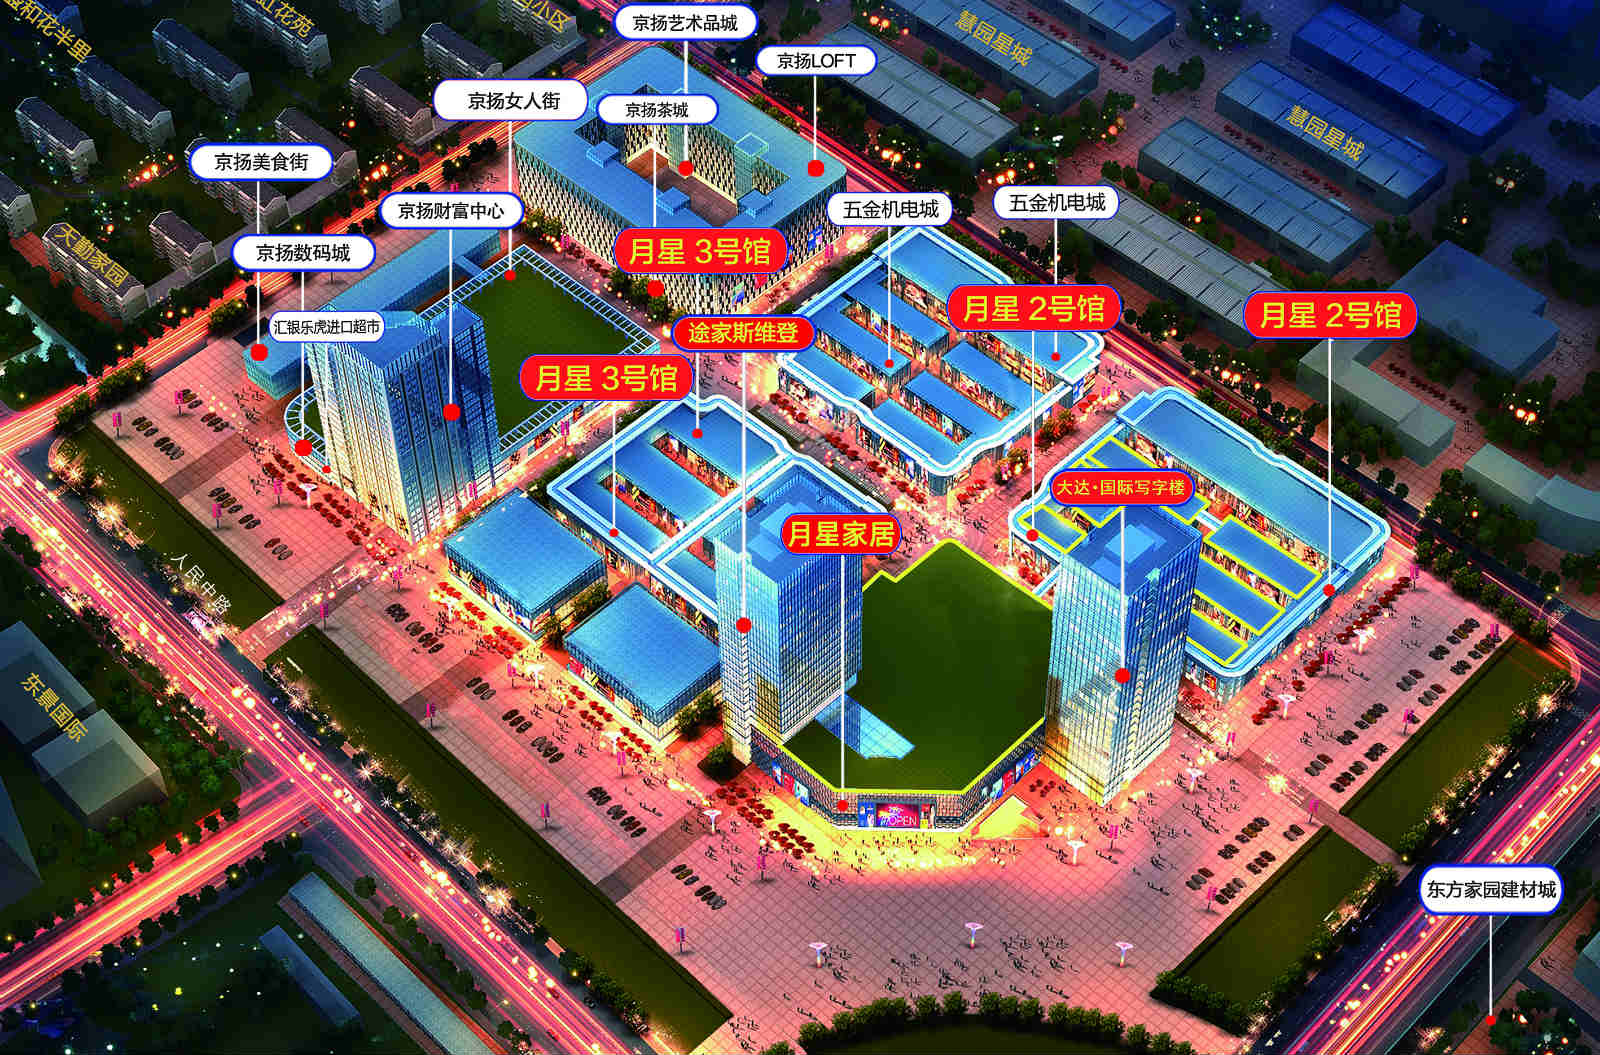 京扬艺术品城
慧园星城
京扬LOFT
京扬女人街
京扬茶城
慧园星城
京扬美食街
五金机电城
五金机电城
京扬财富中心
天勤家园
京扬数码城
月星 3号馆
月星 2号馆
月星 2号馆
汇银乐虎进口超市
途家斯维登
月星 3号馆
大达·国际写字楼
月星家居
人民中路
东景国际
OPEN
东方家园建材城